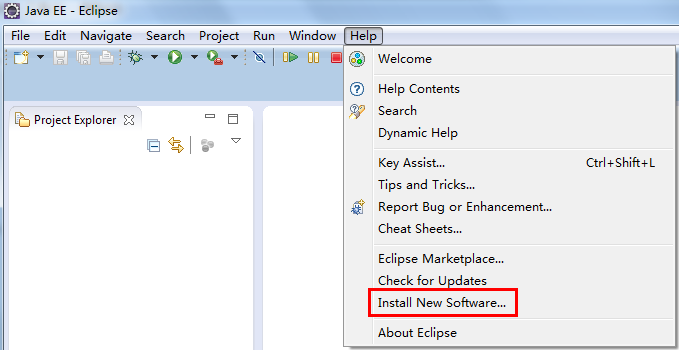 Java EE - Eclipse
File Edit Navigate Search Project Run Window Help
Project Explorer
Welcome
Help Contents
Search
Dynamic Help
Key Assist... Ctrl+Shift+L
Tips and Tricks...
Report Bug or Enhancement...
Cheat Sheets...
Eclipse Marketplace...
Check for Updates
Install New Software...
About Eclipse